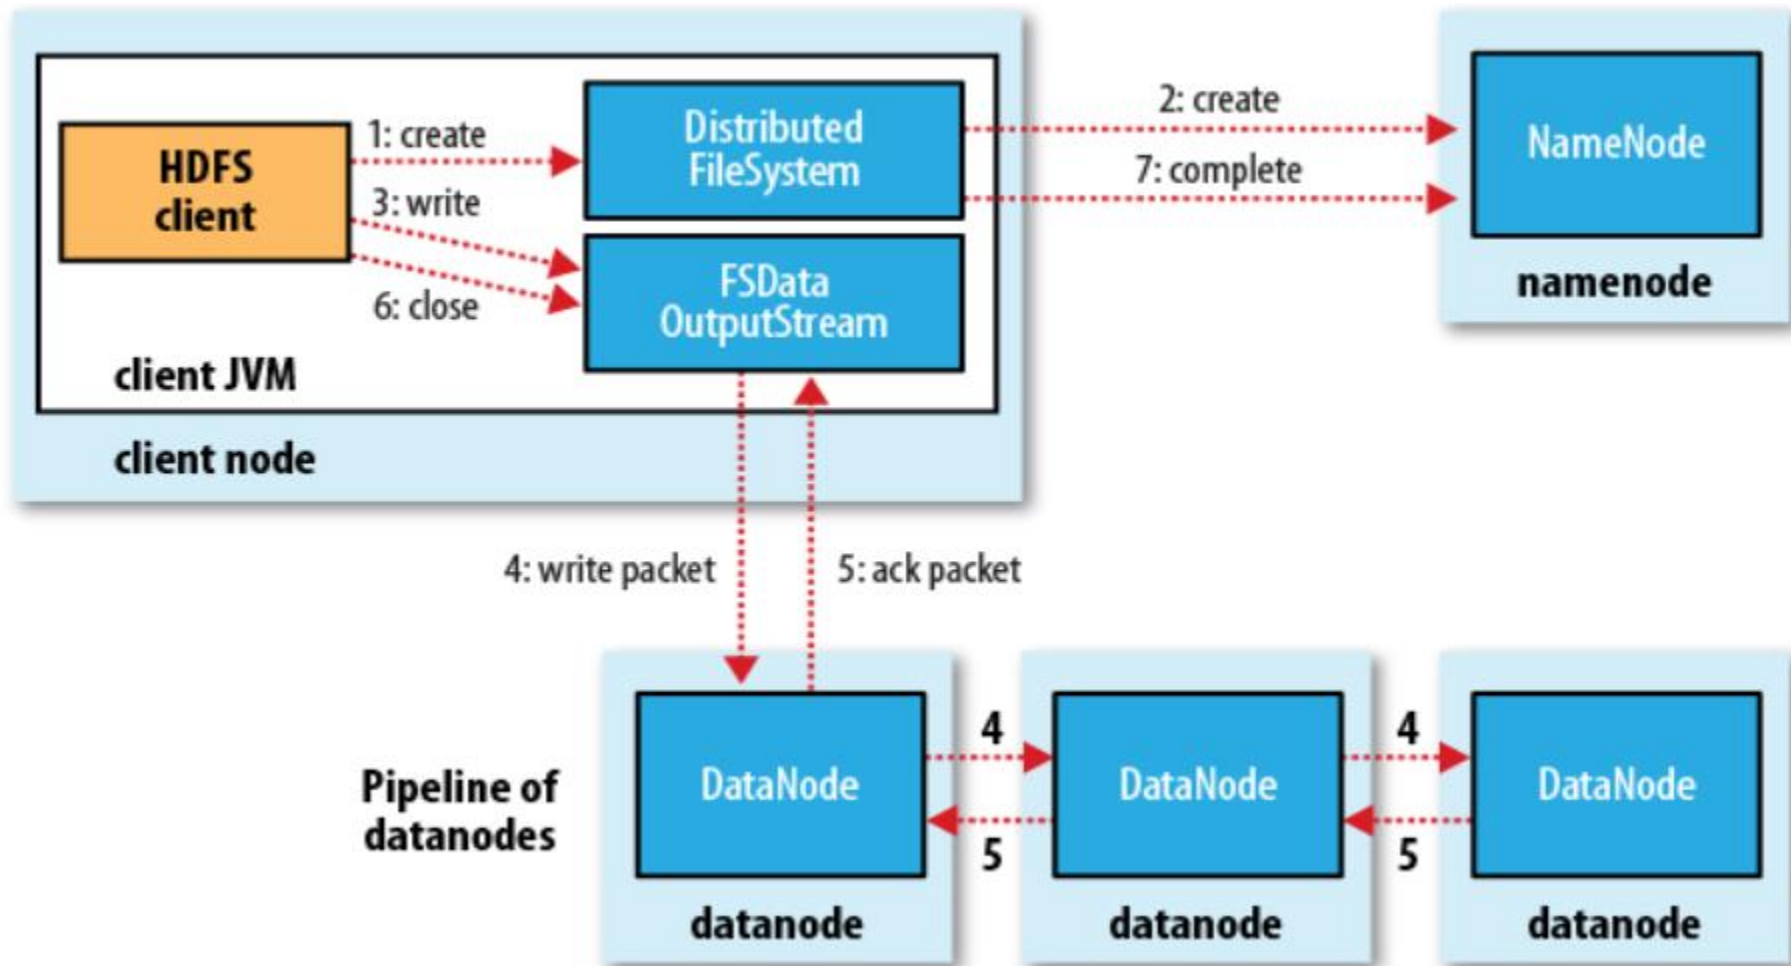 HDFS
client
1: create
3: write
6: close
Distributed
FileSystem
FSData
OutputStream
client JVM
client node
2: create
7: complete
NameNode
namenode
4: write packet
5: ack packet
Pipeline of
datanodes
DataNode
datanode
4
5
DataNode
datanode
4
5
DataNode
datanode